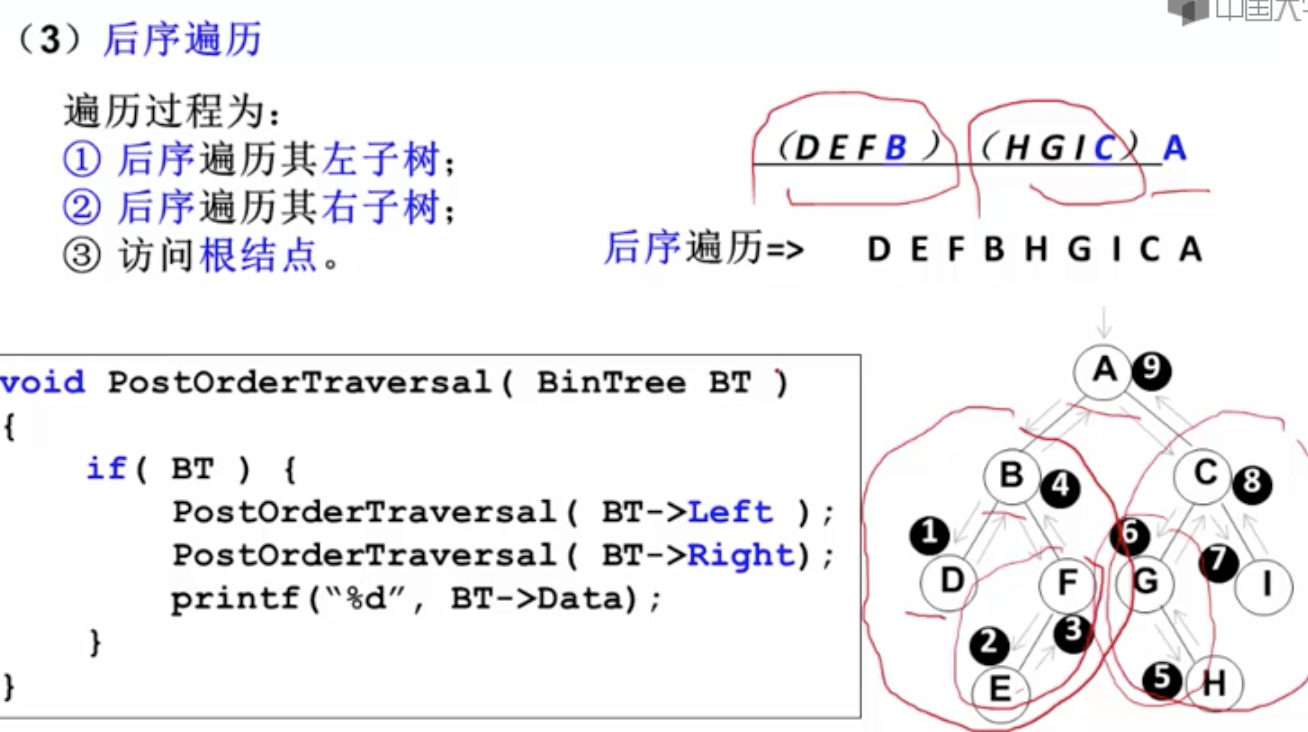 中国大
（3）后序遍历
遍历过程为：
① 后序遍历其左子树；
② 后序遍历其右子树；
③ 访问根结点。
（D E F B ）（H G I C）A
后序遍历=> D E F B H G I C A
void PostOrderTraversal( BinTree BT )
{
if( BT ) {
PostOrderTraversal( BT->Left );
PostOrderTraversal( BT->Right);
printf(“%d”, BT->Data);
}
}
A 9
B 4 C 8
1 6
D F G 7 I
2 3
E 5 H